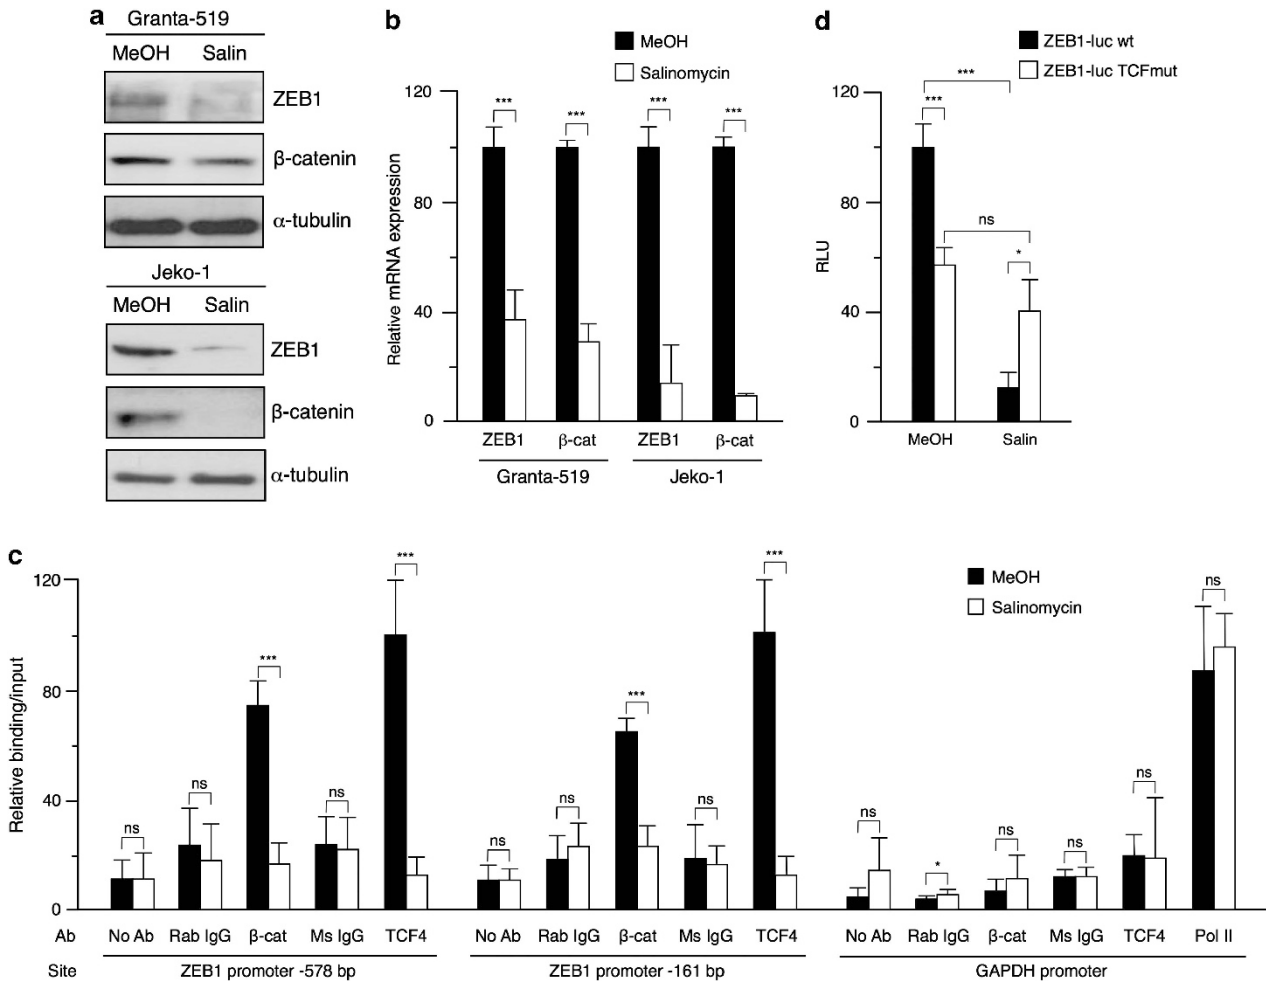 a
Granta-519
MeOH Salin
ZEB1
β-catenin
α-tubulin
Jeko-1
MeOH Salin
ZEB1
β-catenin
α-tubulin
b
MeOH
Salinomycin
Relative mRNA expression
120
80
40
0
*** *** *** ***
ZEB1 β-cat ZEB1 β-cat
Granta-519 Jeko-1
d
ZEB1-luc wt
ZEB1-luc TCFmut
RLU
120
80
40
0
***
***
ns
*
MeOH Salin
c
MeOH
Salinomycin
Relative binding/input
120
80
40
0
ns ns *** ns *** ns ns *** ns *** ns * ns ns ns ns
Ab No Ab Rab IgG β-cat Ms IgG TCF4 No Ab Rab IgG β-cat Ms IgG TCF4 No Ab Rab IgG β-cat Ms IgG TCF4 Pol II
Site ZEB1 promoter -578 bp ZEB1 promoter -161 bp GAPDH promoter